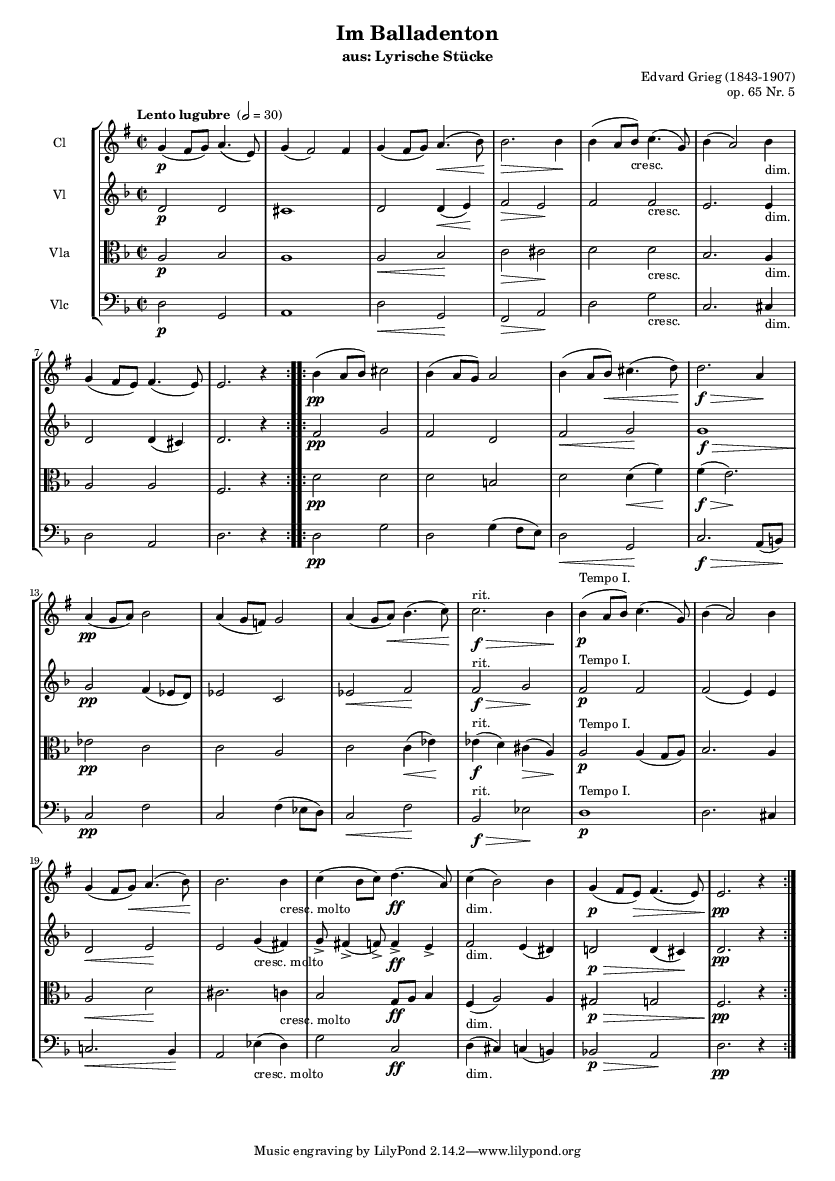 Im Balladenton
aus: Lyrische Stücke
Edvard Grieg (1843-1907)
op. 65 Nr. 5
Lento lugubre ( = 30)
Cl
p
cresc.
dim.
Vl
p
cresc.
dim.
Vla
p
cresc.
dim.
Vlc
p
cresc.
dim.
7
pp
f
pp
f
pp
f
pp
f
13
rit.
Tempo I.
pp
f
p
rit.
Tempo I.
pp
f
p
rit.
Tempo I.
pp
f
p
rit.
Tempo I.
pp
f
p
19
cresc. molto
ff
dim.
p
pp
cresc. molto
ff
dim.
p
pp
cresc. molto
ff
dim.
p
pp
cresc. molto
ff
dim.
p
pp
Music engraving by LilyPond 2.14.2—www.lilypond.org